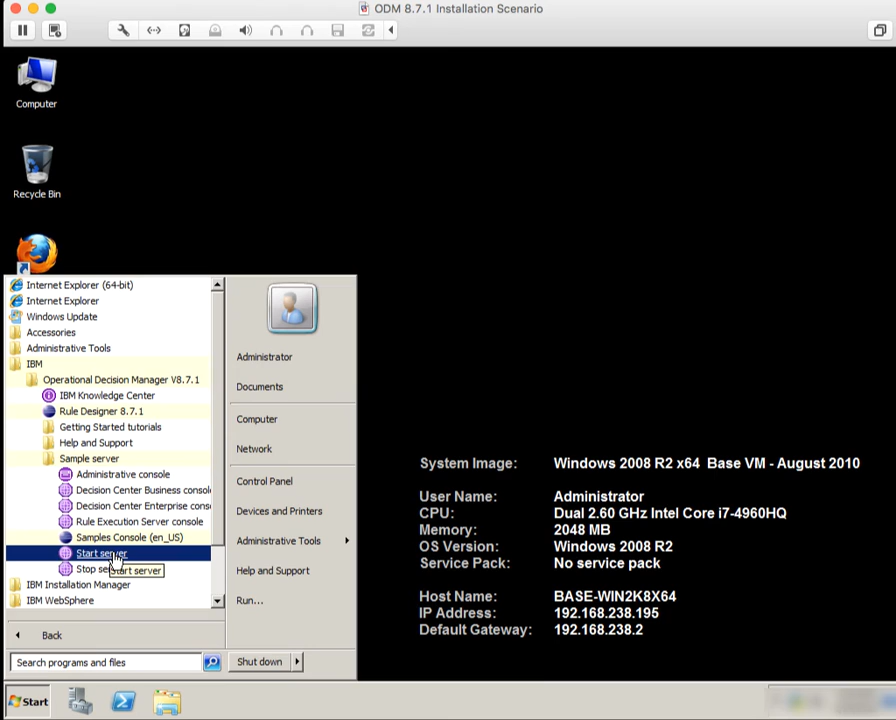 ODM 8.7.1 Installation Scenario
Computer
Recycle Bin
Internet Explorer (64-bit)
Internet Explorer
Windows Update
Accessories
Administrative Tools
IBM
Operational Decision Manager V8.7.1
IBM Knowledge Center
Rule Designer 8.7.1
Getting Started tutorials
Help and Support
Sample server
Administrative console
Decision Center Business consol
Decision Center Enterprise cons
Rule Execution Server console
Samples Console (en_US)
Start server
Stop se
Start server
IBM Installation Manager
IBM WebSphere
Back
Search programs and files
Administrator
Documents
Computer
Network
Control Panel
Devices and Printers
Administrative Tools
Help and Support
Run...
Shut down
System Image: Windows 2008 R2 x64 Base VM - August 2010
User Name: Administrator
CPU: Dual 2.60 GHz Intel Core i7-4960HQ
Memory: 2048 MB
OS Version: Windows 2008 R2
Service Pack: No service pack
Host Name: BASE-WIN2K8X64
IP Address: 192.168.238.195
Default Gateway: 192.168.238.2
Start